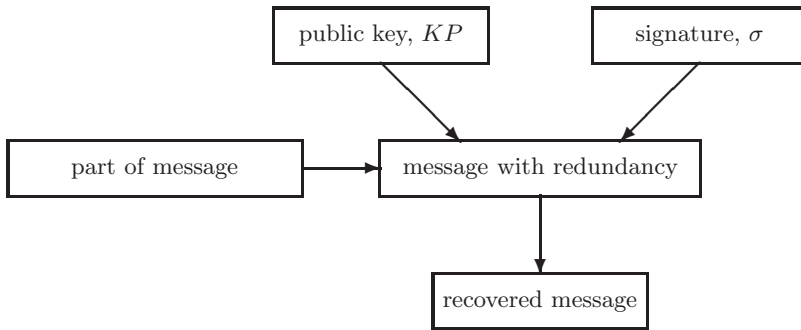 public key, KP
signature, σ
part of message
message with redundancy
recovered message